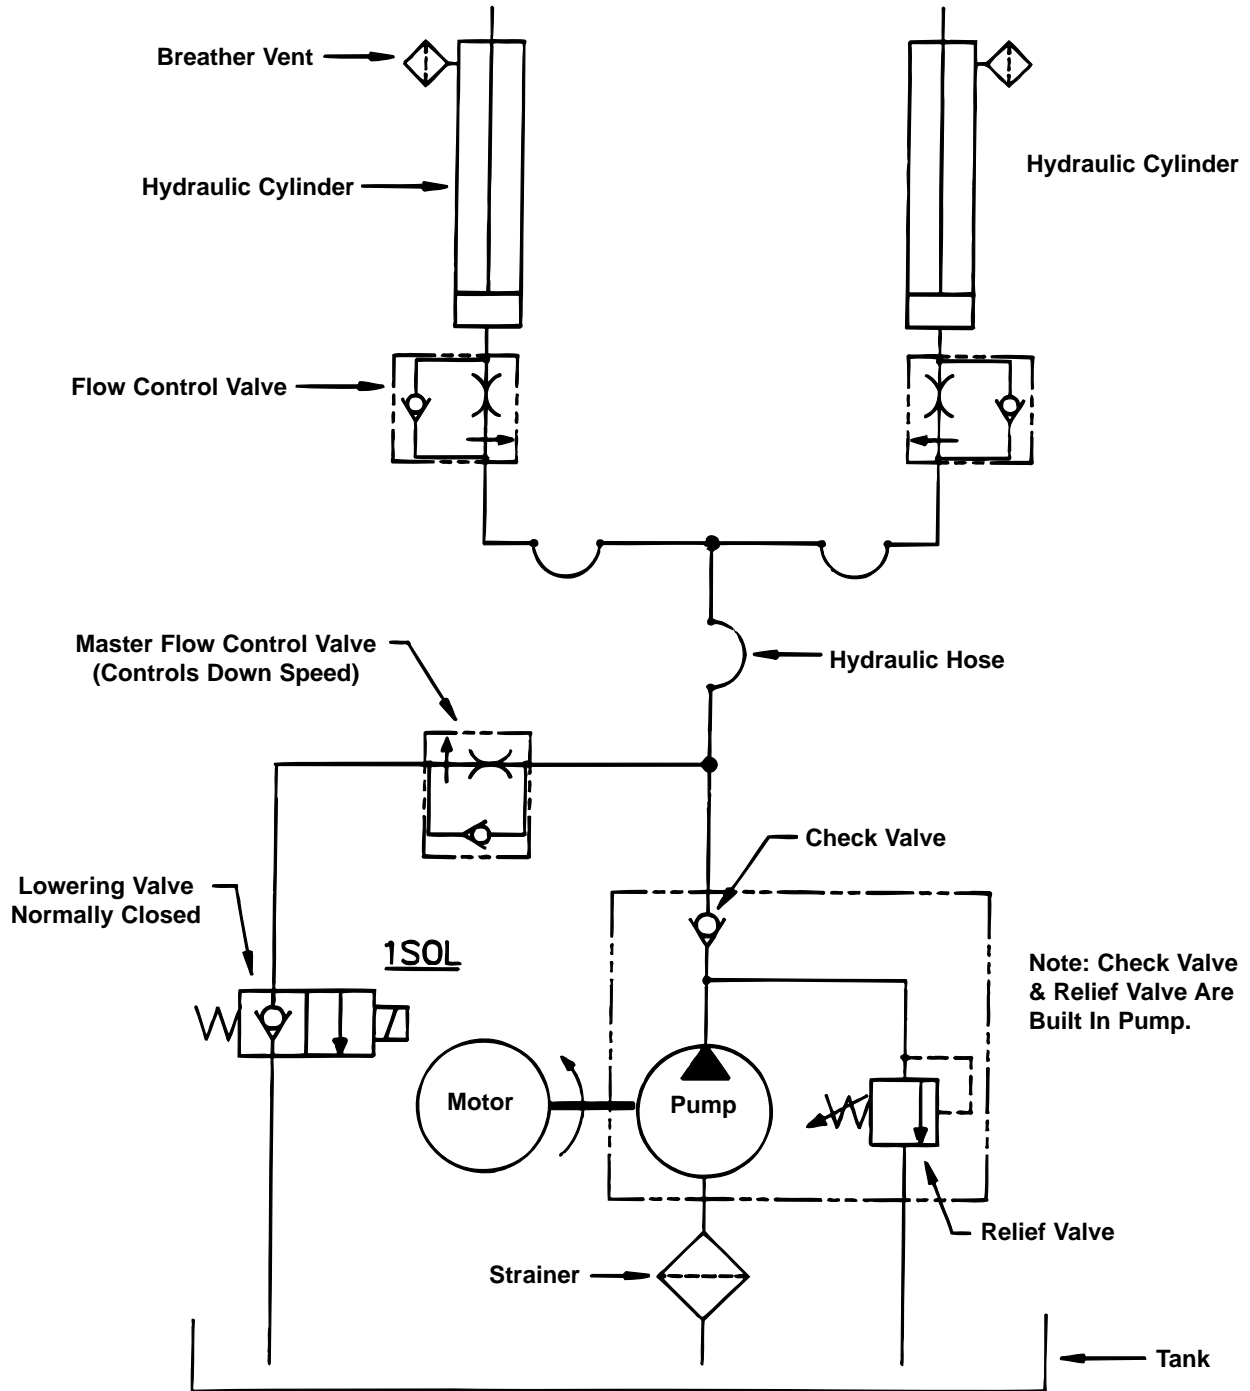 Breather Vent
Hydraulic Cylinder
Hydraulic Cylinder
Flow Control Valve
Master Flow Control Valve
(Controls Down Speed)
Hydraulic Hose
Check Valve
Lowering Valve
Normally Closed
1SOL
Note: Check Valve
& Relief Valve Are
Built In Pump.
Motor
Pump
Relief Valve
Strainer
Tank